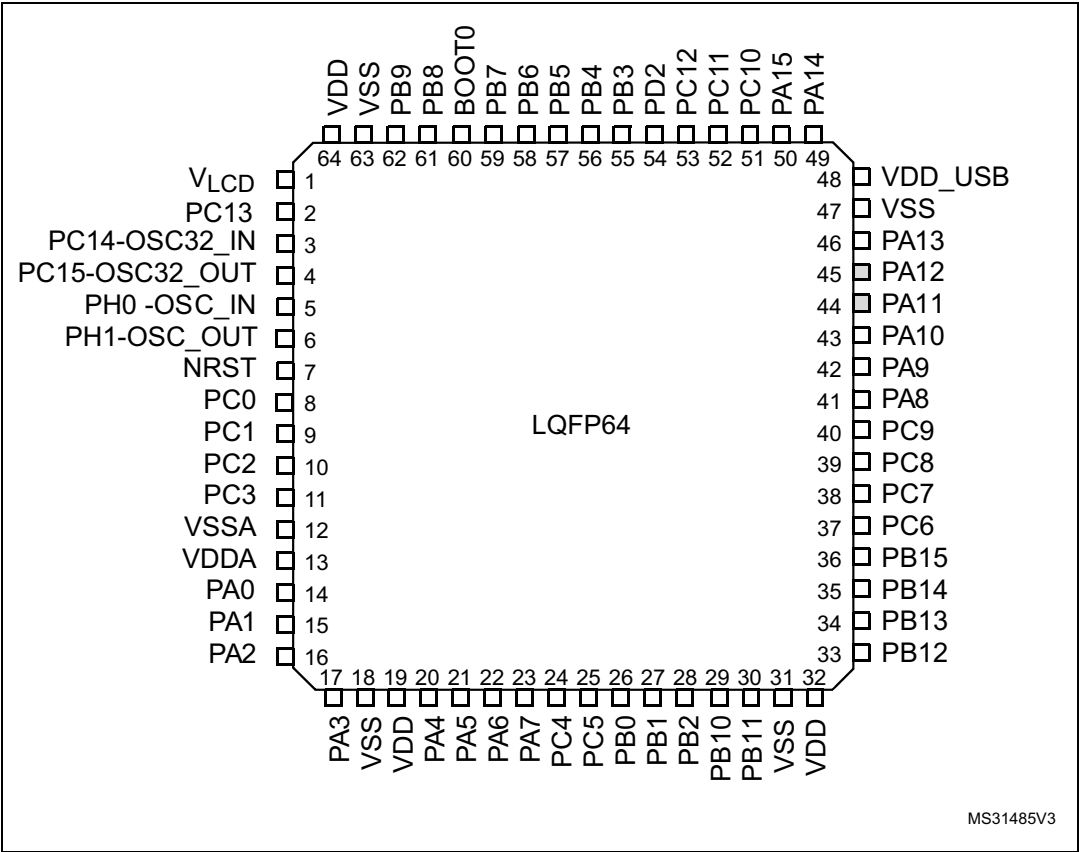 VDD VSS PB9 PB8 BOOT0 PB7 PB6 PB5 PB4 PB3 PD2 PC12 PC11 PC10 PA15 PA14
64 63 62 61 60 59 58 57 56 55 54 53 52 51 50 49
VLCD 1
PC13 2
PC14-OSC32_IN 3
PC15-OSC32_OUT 4
PH0 -OSC_IN 5
PH1-OSC_OUT 6
NRST 7
PC0 8
PC1 9
PC2 10
PC3 11
VSSA 12
VDDA 13
PA0 14
PA1 15
PA2 16
LQFP64
48 VDD_USB
47 VSS
46 PA13
45 PA12
44 PA11
43 PA10
42 PA9
41 PA8
40 PC9
39 PC8
38 PC7
37 PC6
36 PB15
35 PB14
34 PB13
33 PB12
17 18 19 20 21 22 23 24 25 26 27 28 29 30 31 32
PA3 VSS VDD PA4 PA5 PA6 PA7 PC4 PC5 PB0 PB1 PB2 PB10 PB11 VSS VDD
MS31485V3